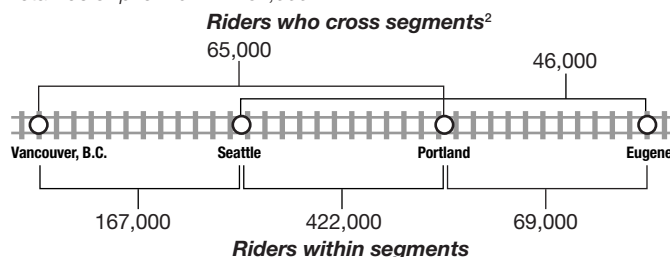 Riders who cross segments²
65,000
46,000
Vancouver, B.C. Seattle Portland Eugene
167,000 422,000 69,000
Riders within segments